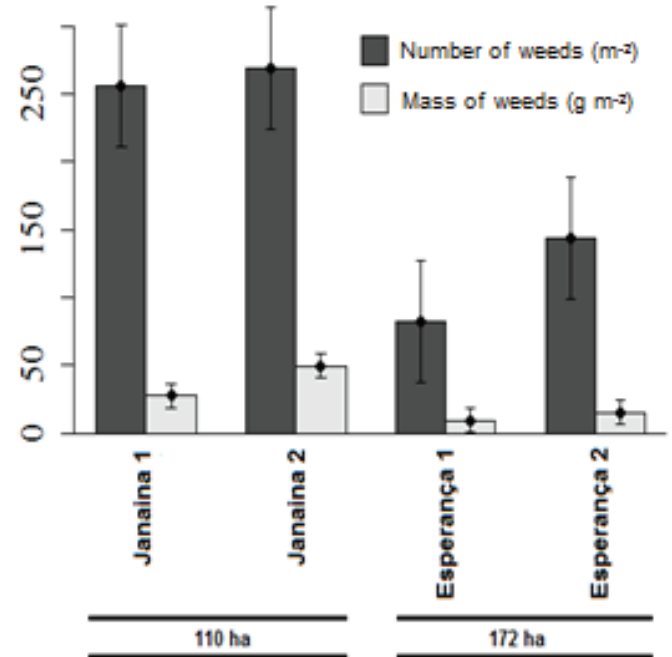 Number of weeds (m-²)
Mass of weeds (g m-²)
250
150
50
0
Janaina 1
Janaina 2
Esperança 1
Esperança 2
110 ha
172 ha